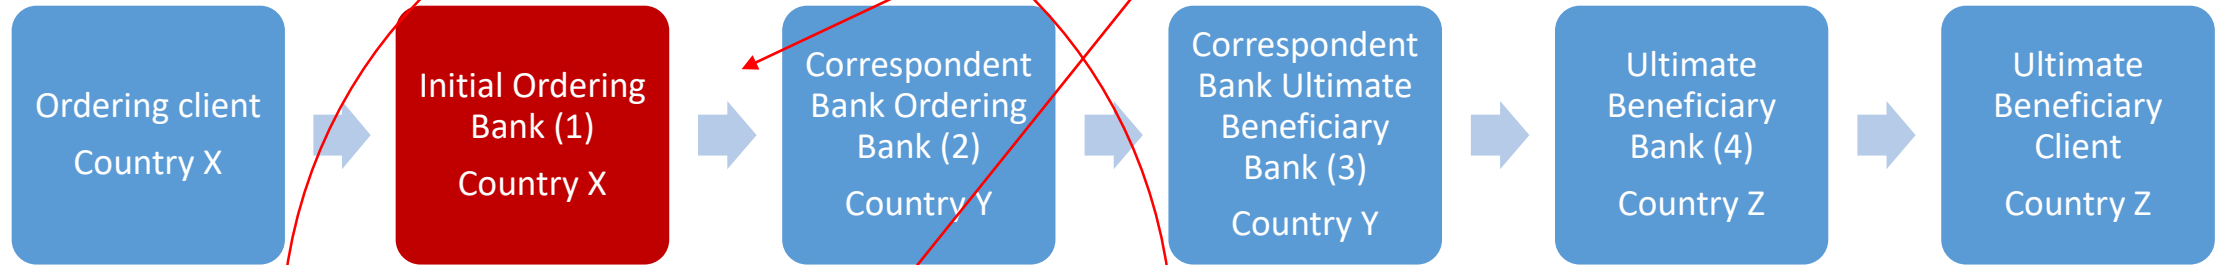 Ordering client
Country X
Initial Ordering
Bank (1)
Country X
Correspondent
Bank Ordering
Bank (2)
Country Y
Correspondent
Bank Ultimate
Beneficiary
Bank (3)
Country Y
Ultimate
Beneficiary
Bank (4)
Country Z
Ultimate
Beneficiary
Client
Country Z